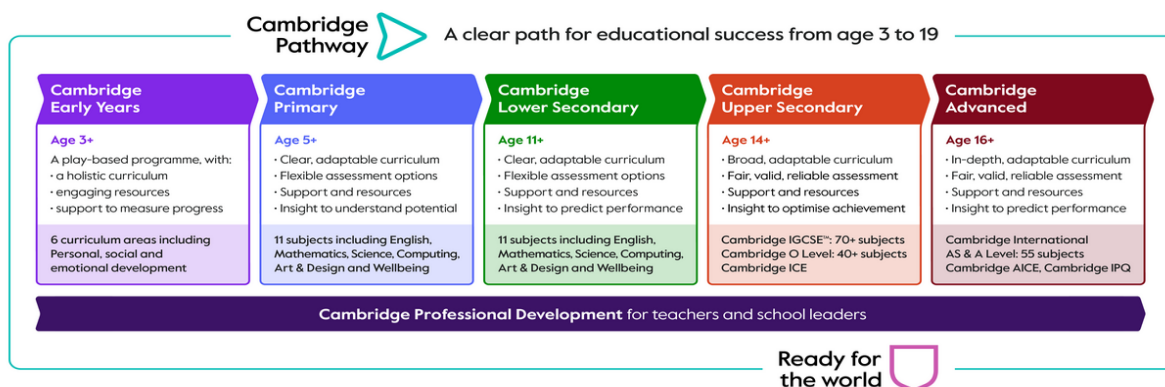 Cambridge
Pathway
A clear path for educational success from age 3 to 19
Cambridge
Early Years
Age 3+
A play-based programme, with:
· a holistic curriculum
· engaging resources
· support to measure progress
6 curriculum areas including
Personal, social and
emotional development
Cambridge
Primary
Age 5+
· Clear, adaptable curriculum
· Flexible assessment options
· Support and resources
· Insight to understand potential
11 subjects including English,
Mathematics, Science, Computing,
Art & Design and Wellbeing
Cambridge
Lower Secondary
Age 11+
· Clear, adaptable curriculum
· Flexible assessment options
· Support and resources
· Insight to predict performance
11 subjects including English,
Mathematics, Science, Computing,
Art & Design and Wellbeing
Cambridge
Upper Secondary
Age 14+
· Broad, adaptable curriculum
· Fair, valid, reliable assessment
· Support and resources
· Insight to optimise achievement
Cambridge IGCSE™: 70+ subjects
Cambridge O Level: 40+ subjects
Cambridge ICE
Cambridge
Advanced
Age 16+
· In-depth, adaptable curriculum
· Fair, valid, reliable assessment
· Support and resources
· Insight to predict performance
Cambridge International
AS & A Level: 55 subjects
Cambridge AICE, Cambridge IPQ
Cambridge Professional Development for teachers and school leaders
Ready for
the world